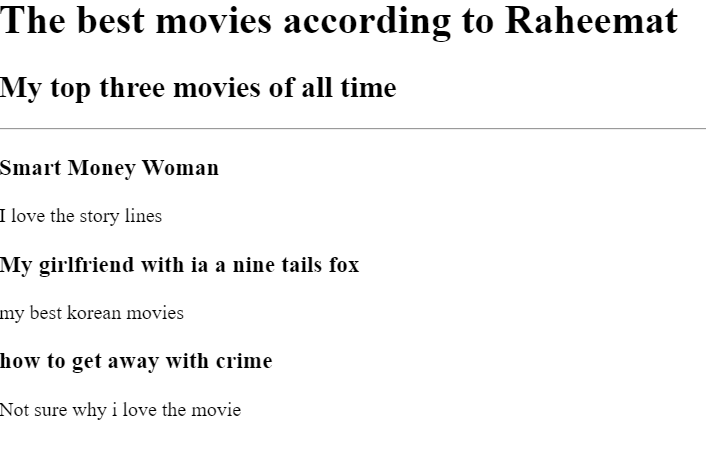 The best movies according to Raheemat
My top three movies of all time
Smart Money Woman
I love the story lines
My girlfriend with ia a nine tails fox
my best korean movies
how to get away with crime
Not sure why i love the movie